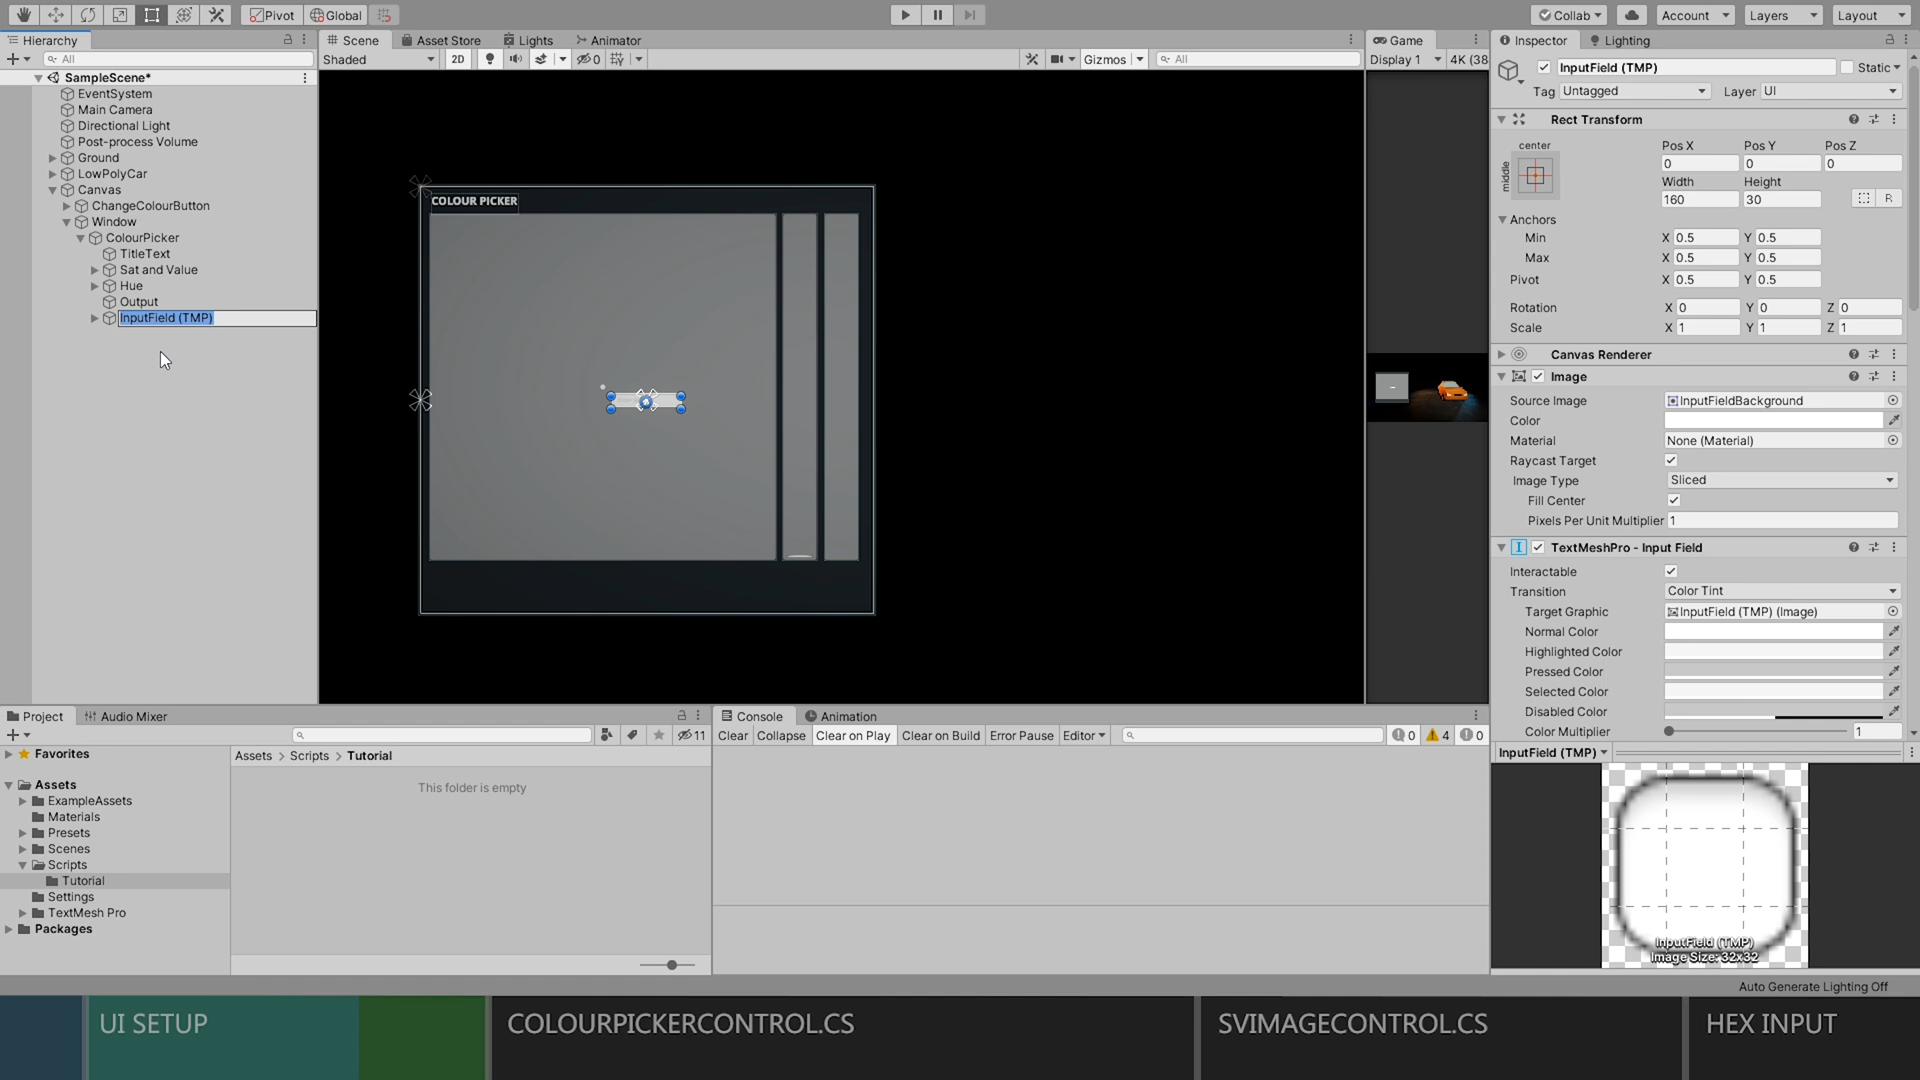 Pivot
Global
Collab
Account
Layers
Layout
Hierarchy
Scene
Asset Store
Lights
Animator
Game
Inspector
Lighting
All
Shaded
2D
0
Gizmos
All
Display 1
4K (38
SampleScene*
EventSystem
Main Camera
Directional Light
Post-process Volume
Ground
LowPolyCar
Canvas
ChangeColourButton
Window
ColourPicker
TitleText
Sat and Value
Hue
Output
InputField (TMP)
COLOUR PICKER
InputField (TMP)
Static
Tag
Untagged
Layer
UI
Rect Transform
center
middle
Pos X
Pos Y
Pos Z
0
0
0
Width
Height
160
30
R
Anchors
Min
X 0.5
Y 0.5
Max
X 0.5
Y 0.5
Pivot
X 0.5
Y 0.5
Rotation
X 0
Y 0
Z 0
Scale
X 1
Y 1
Z 1
Canvas Renderer
Image
Source Image
InputFieldBackground
Color
Material
None (Material)
Raycast Target
Image Type
Sliced
Fill Center
Pixels Per Unit Multiplier
1
TextMeshPro - Input Field
Interactable
Transition
Color Tint
Target Graphic
InputField (TMP) (Image)
Normal Color
Highlighted Color
Pressed Color
Selected Color
Disabled Color
Color Multiplier
1
InputField (TMP)
InputField (TMP)
Image Size: 32x32
Project
Audio Mixer
11
Favorites
Assets
ExampleAssets
Materials
Presets
Scenes
Scripts
Tutorial
Settings
TextMesh Pro
Packages
Assets > Scripts > Tutorial
This folder is empty
Console
Animation
Clear
Collapse
Clear on Play
Clear on Build
Error Pause
Editor
0
4
0
Auto Generate Lighting Off
UI SETUP
COLOURPICKERCONTROL.CS
SVIMAGECONTROL.CS
HEX INPUT